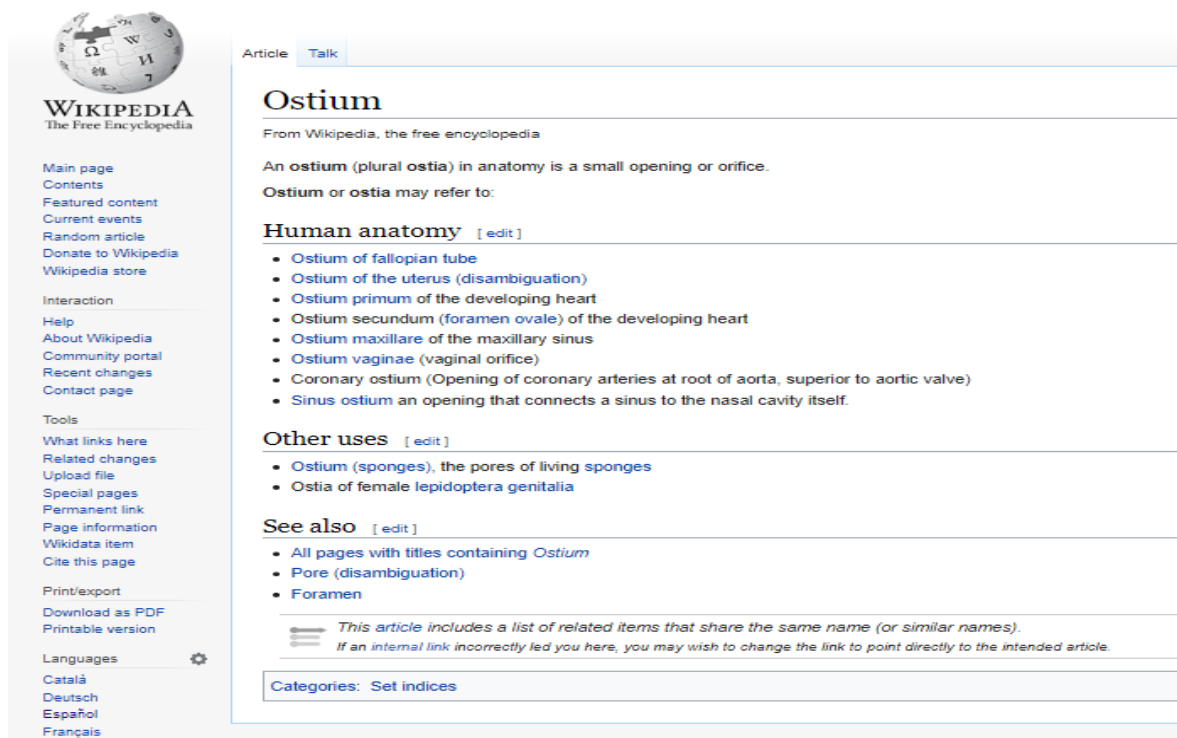 WIKIPEDIA
The Free Encyclopedia
Main page
Contents
Featured content
Current events
Random article
Donate to Wikipedia
Wikipedia store
Interaction
Help
About Wikipedia
Community portal
Recent changes
Contact page
Tools
What links here
Related changes
Upload file
Special pages
Permanent link
Page information
Wikidata item
Cite this page
Print/export
Download as PDF
Printable version
Languages
Català
Deutsch
Español
Français
Article Talk
Ostium
From Wikipedia, the free encyclopedia
An ostium (plural ostia) in anatomy is a small opening or orifice.
Ostium or ostia may refer to:
Human anatomy [ edit ]
• Ostium of fallopian tube
• Ostium of the uterus (disambiguation)
• Ostium primum of the developing heart
• Ostium secundum (foramen ovale) of the developing heart
• Ostium maxillare of the maxillary sinus
• Ostium vaginae (vaginal orifice)
• Coronary ostium (Opening of coronary arteries at root of aorta, superior to aortic valve)
• Sinus ostium an opening that connects a sinus to the nasal cavity itself.
Other uses [ edit ]
• Ostium (sponges), the pores of living sponges
• Ostia of female lepidoptera genitalia
See also [ edit ]
• All pages with titles containing Ostium
• Pore (disambiguation)
• Foramen
This article includes a list of related items that share the same name (or similar names).
If an internal link incorrectly led you here, you may wish to change the link to point directly to the intended article.
Categories: Set indices